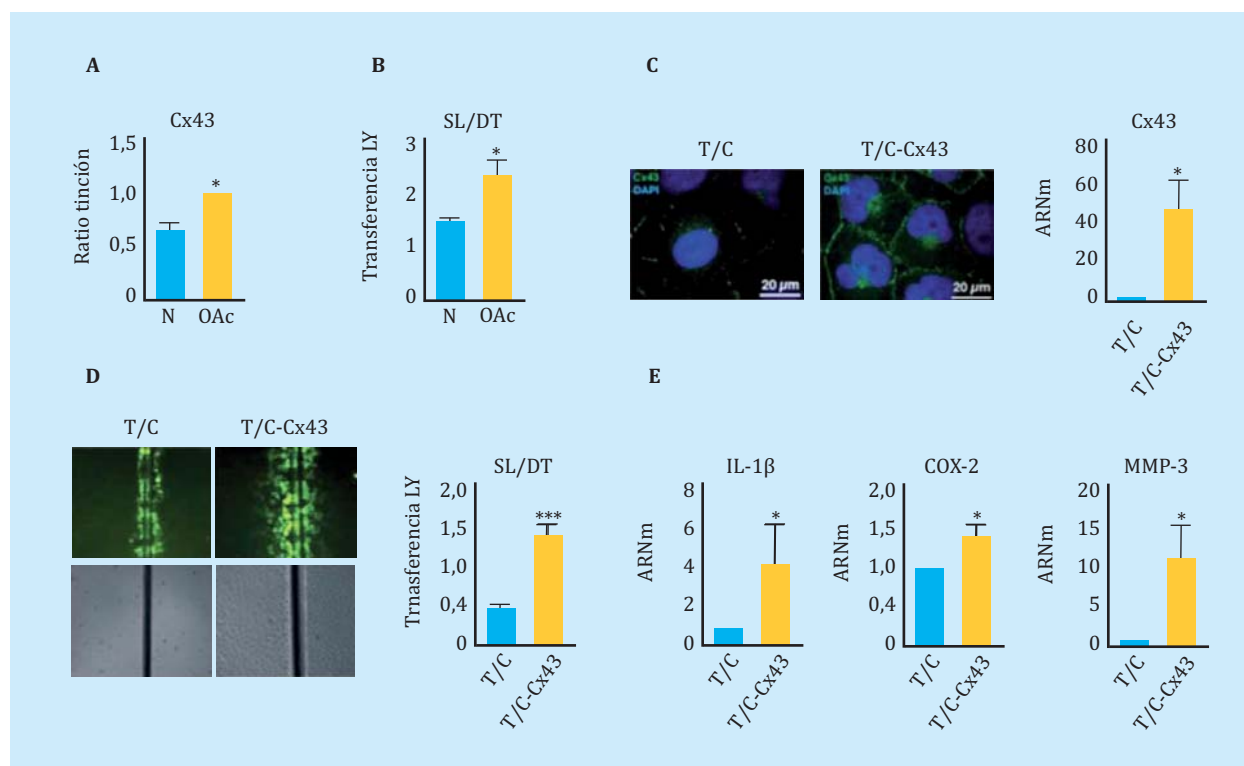 A
Cx43
Ratio tinción
1,5
1,0
0,5
0
*
N OAc
B
SL/DT
Transferencia LY
3
2
1
0
*
N OAc
C
T/C T/C-Cx43
Cx43
DAPI
20 µm
Cx43
DAPI
20 µm
Cx43
ARNm
80
60
40
20
0
*
T/C
T/C-Cx43
D
T/C T/C-Cx43
SL/DT
Trnasferencia LY
2,0
1,5
1,0
0,4
0
***
T/C
T/C-Cx43
E
IL-1β
ARNm
8
6
4
2
0
*
T/C
T/C-Cx43
COX-2
ARNm
2,0
1,5
1,0
0,4
0
*
T/C
T/C-Cx43
MMP-3
ARNm
20
15
10
5
0
*
T/C
T/C-Cx43